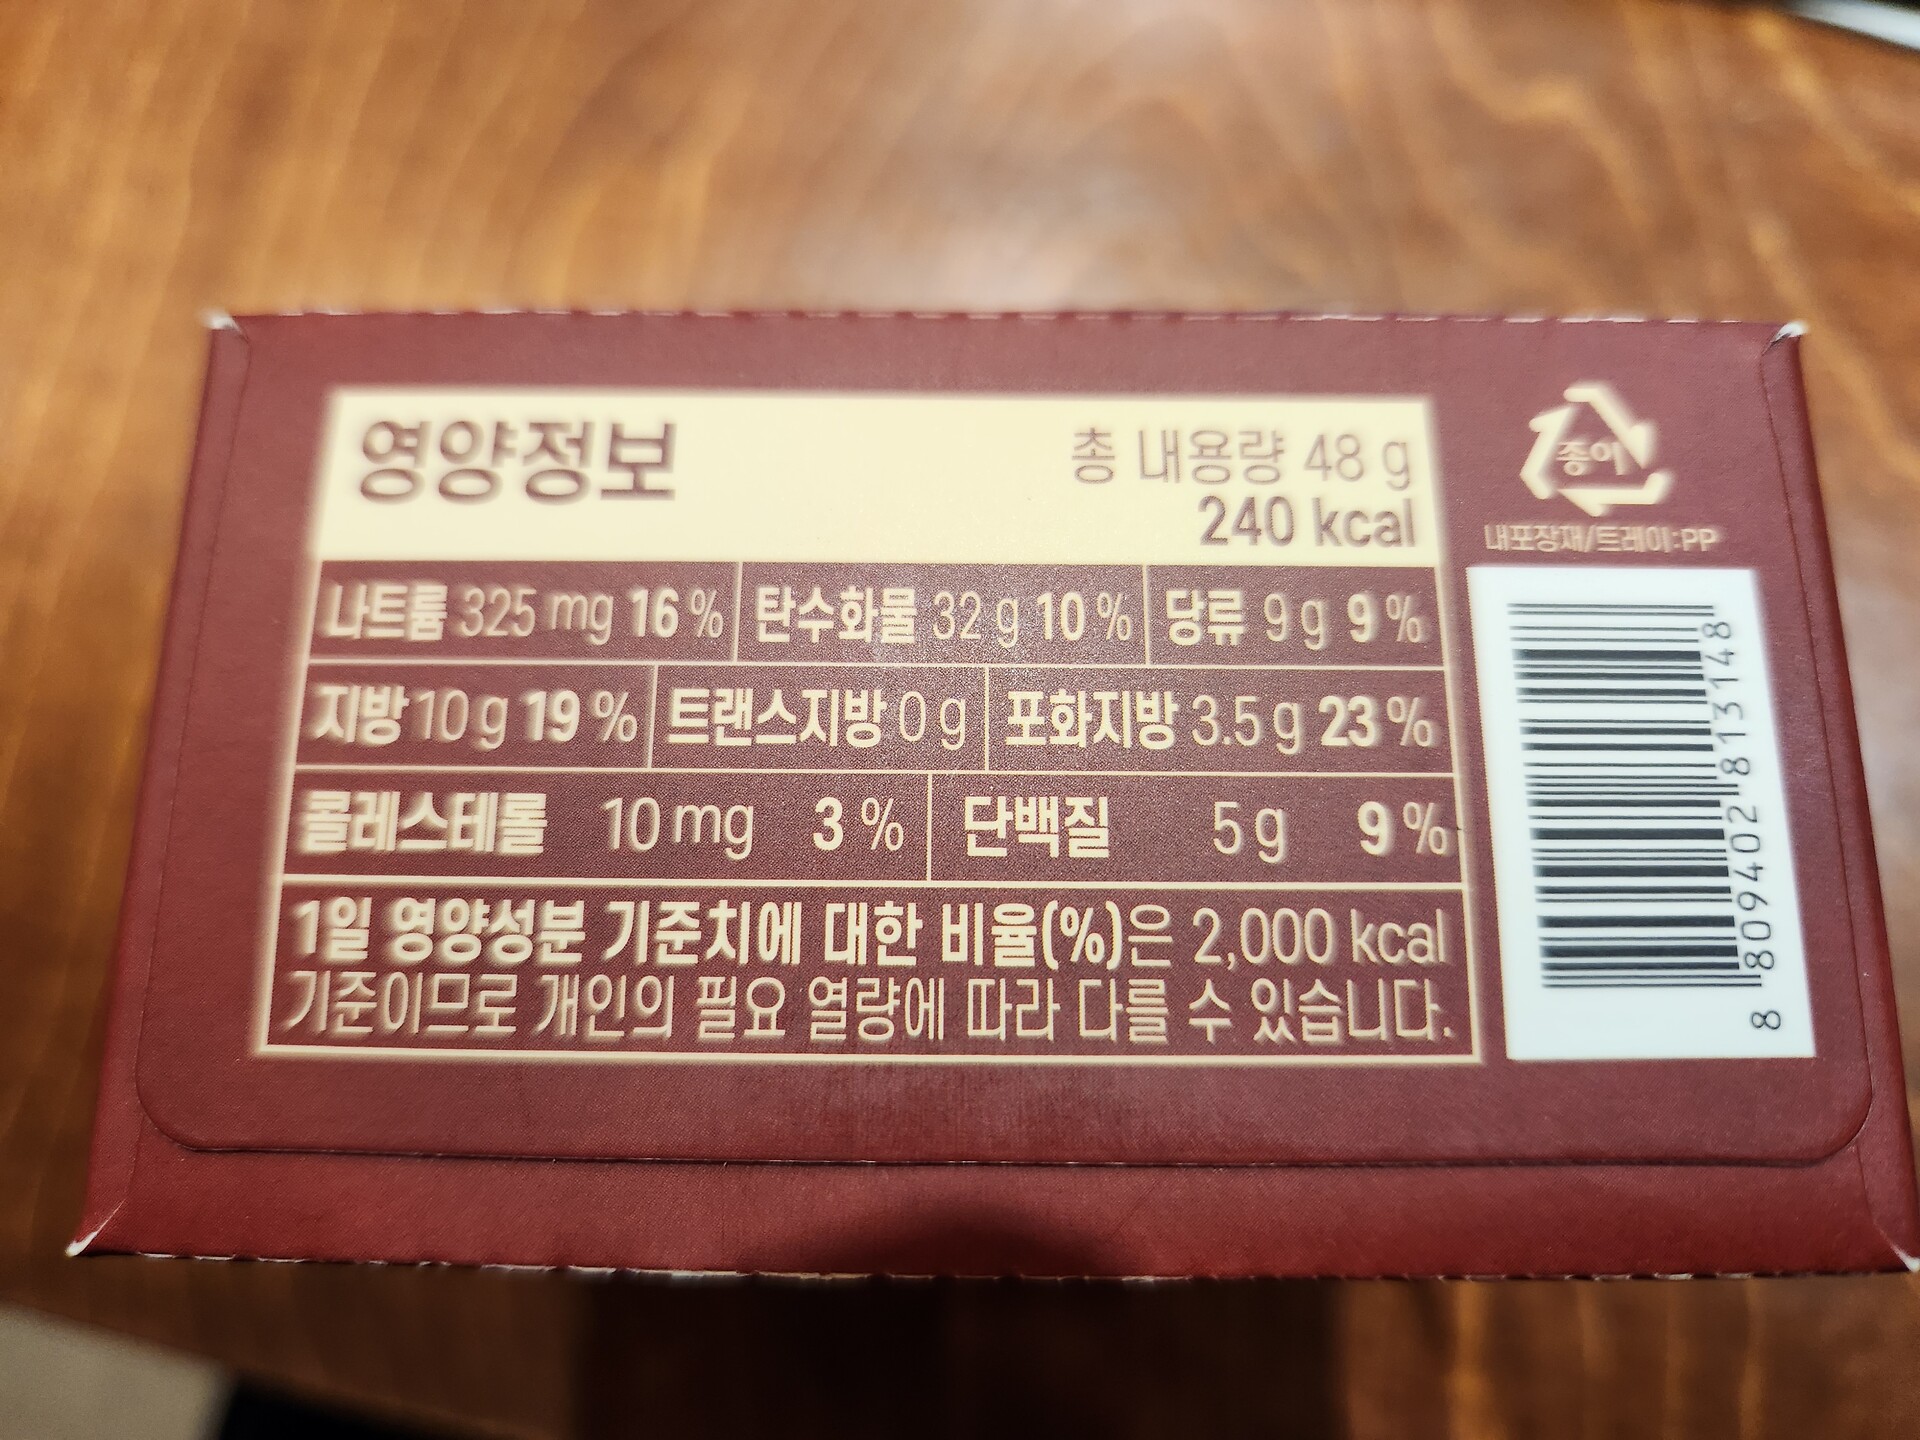 영양정보
총 내용량 48 g
240 kcal
나트륨 325 mg 16 % 탄수화물 32 g 10 % 당류 9 g 9 %
지방 10 g 19 % 트랜스지방 0 g 포화지방 3.5 g 23 %
콜레스테롤 10 mg 3 % 단백질 5 g 9 %
1일 영양성분 기준치에 대한 비율(%)은 2,000 kcal
기준이므로 개인의 필요 열량에 따라 다를 수 있습니다.
종이
내포장재/트레이:PP
8 809402 813148